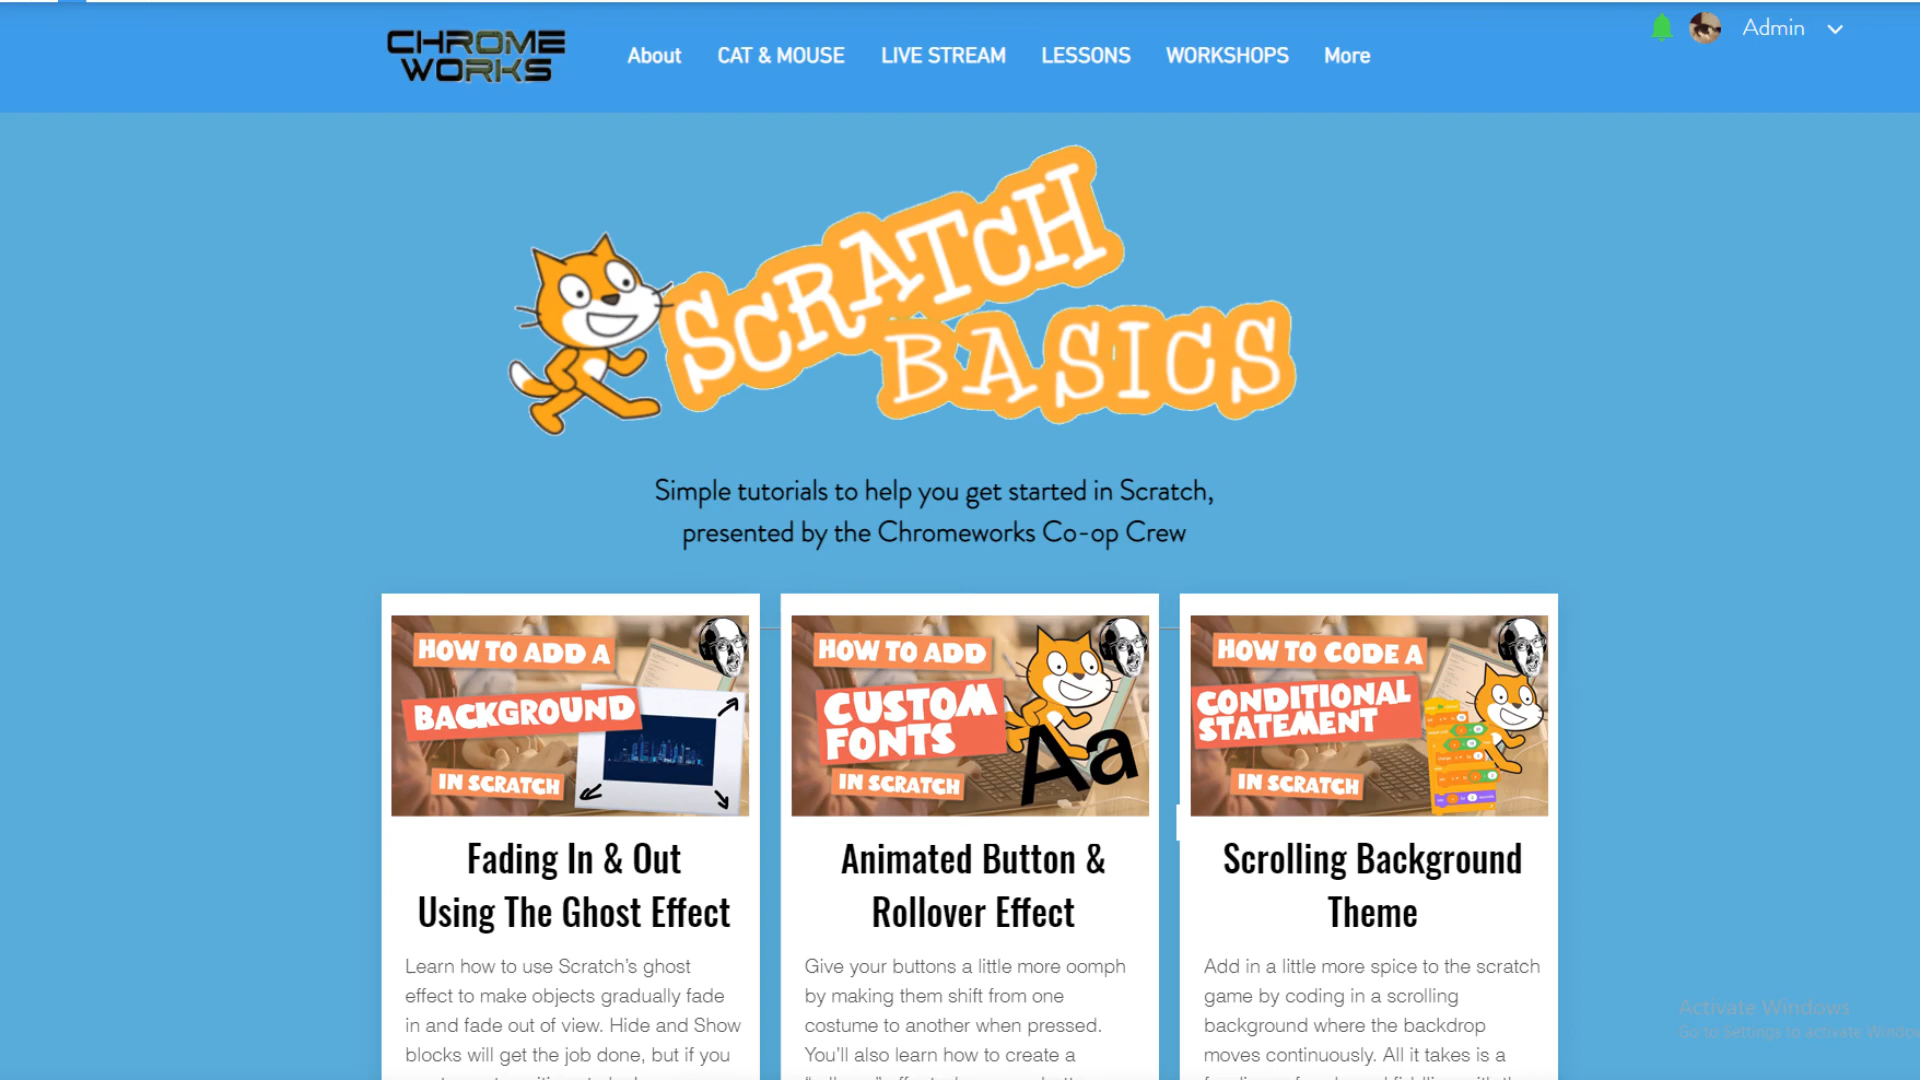 CHROME
WORKS
About CAT & MOUSE LIVE STREAM LESSONS WORKSHOPS More
Admin
SCRATCH
BASICS
Simple tutorials to help you get started in Scratch,
presented by the Chromeworks Co-op Crew
HOW TO ADD A
BACKGROUND
IN SCRATCH
Fading In & Out
Using The Ghost Effect
Learn how to use Scratch's ghost
effect to make objects gradually fade
in and fade out of view. Hide and Show
blocks will get the job done, but if you
HOW TO ADD
CUSTOM
FONTS
IN SCRATCH
Aa
Animated Button &
Rollover Effect
Give your buttons a little more oomph
by making them shift from one
costume to another when pressed.
You'll also learn how to create a
HOW TO CODE A
CONDITIONAL
STATEMENT
IN SCRATCH
Scrolling Background
Theme
Add in a little more spice to the scratch
game by coding in a scrolling
background where the backdrop
moves continuously. All it takes is a
Activate Windows
Go to Settings to activate